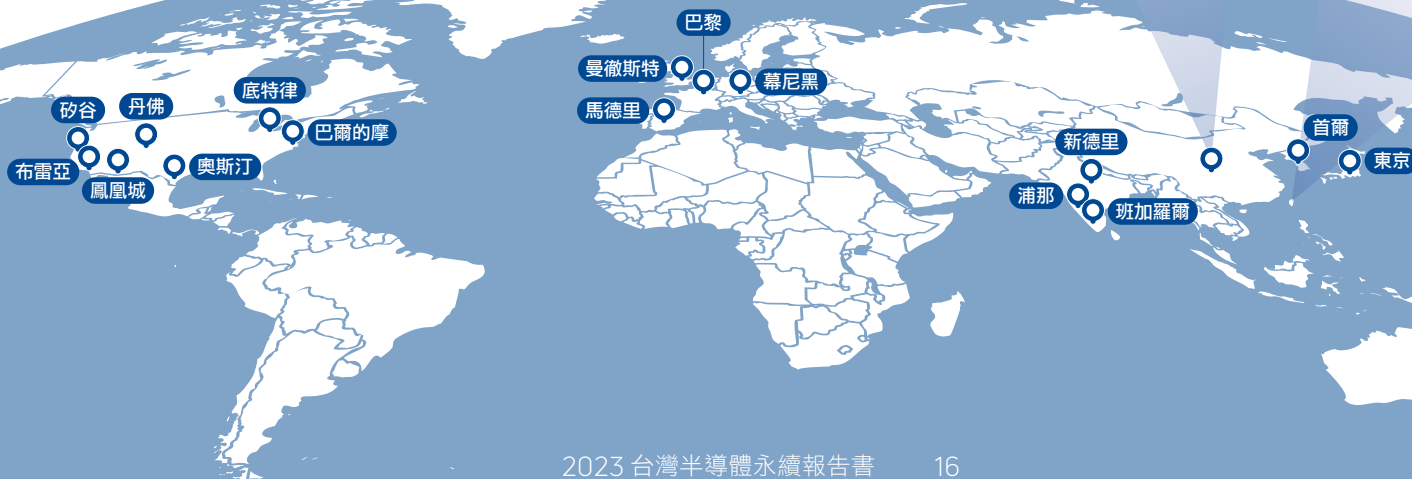 巴黎
曼徹斯特
幕尼黑
底特律
丹佛
砂谷
馬德里
巴爾的摩
首爾
新德里
東京
奧斯汀
布雷亞
鳳凰城
浦那
班加羅爾
2023 台灣半導體永續報告書 16